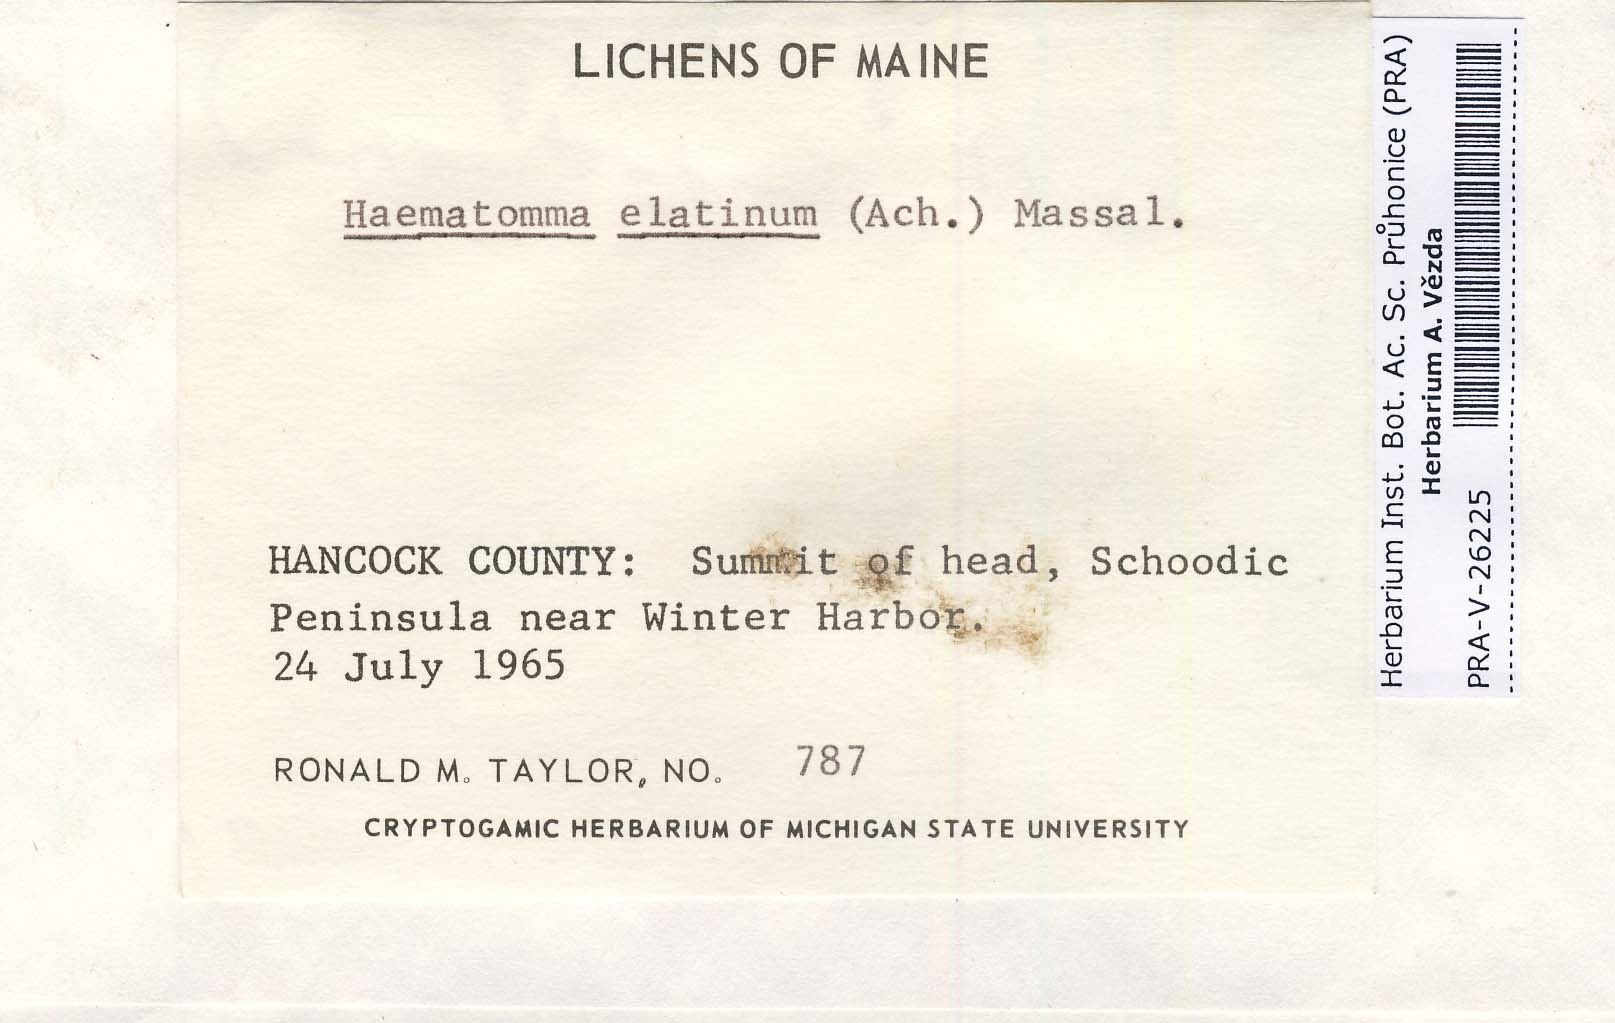 LICHENS OF MAINE
Haematomma elatinum (Ach.) Massal.
HANCOCK COUNTY: Summit of head, Schoodic
Peninsula near Winter Harbor.
24 July 1965
RONALD M. TAYLOR, NO. 787
CRYPTOGAMIC HERBARIUM OF MICHIGAN STATE UNIVERSITY
Herbarium Inst. Bot. Ac. Sc. Průhonice (PRA)
Herbarium A. Vězda
PRA-V-26225